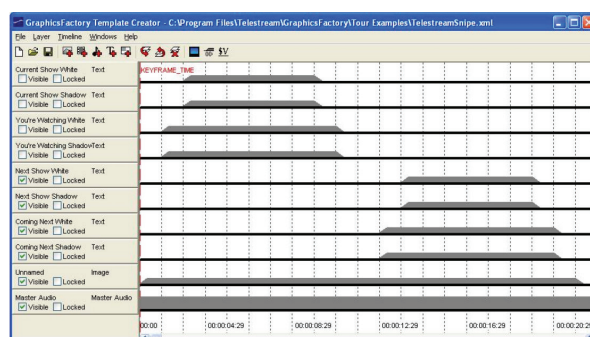 GraphicsFactory Template Creator - C:\Program Files\Telestream\GraphicsFactory\Tour Examples\TelestreamSnipe.xml
File Layer Timeline Windows Help
T $V
Current Show White Text
Visible Locked
KEYFRAME_TIME
Current Show Shadow Text
Visible Locked
You're Watching White Text
Visible Locked
You're Watching ShadowText
Visible Locked
Next Show White Text
Visible Locked
Next Show Shadow Text
Visible Locked
Coming Next White Text
Visible Locked
Coming Next Shadow Text
Visible Locked
Unnamed Image
Visible Locked
Master Audio Master Audio
Visible Locked
00:00 00:00:04:29 00:00:08:29 00:00:12:29 00:00:16:29 00:00:20:29